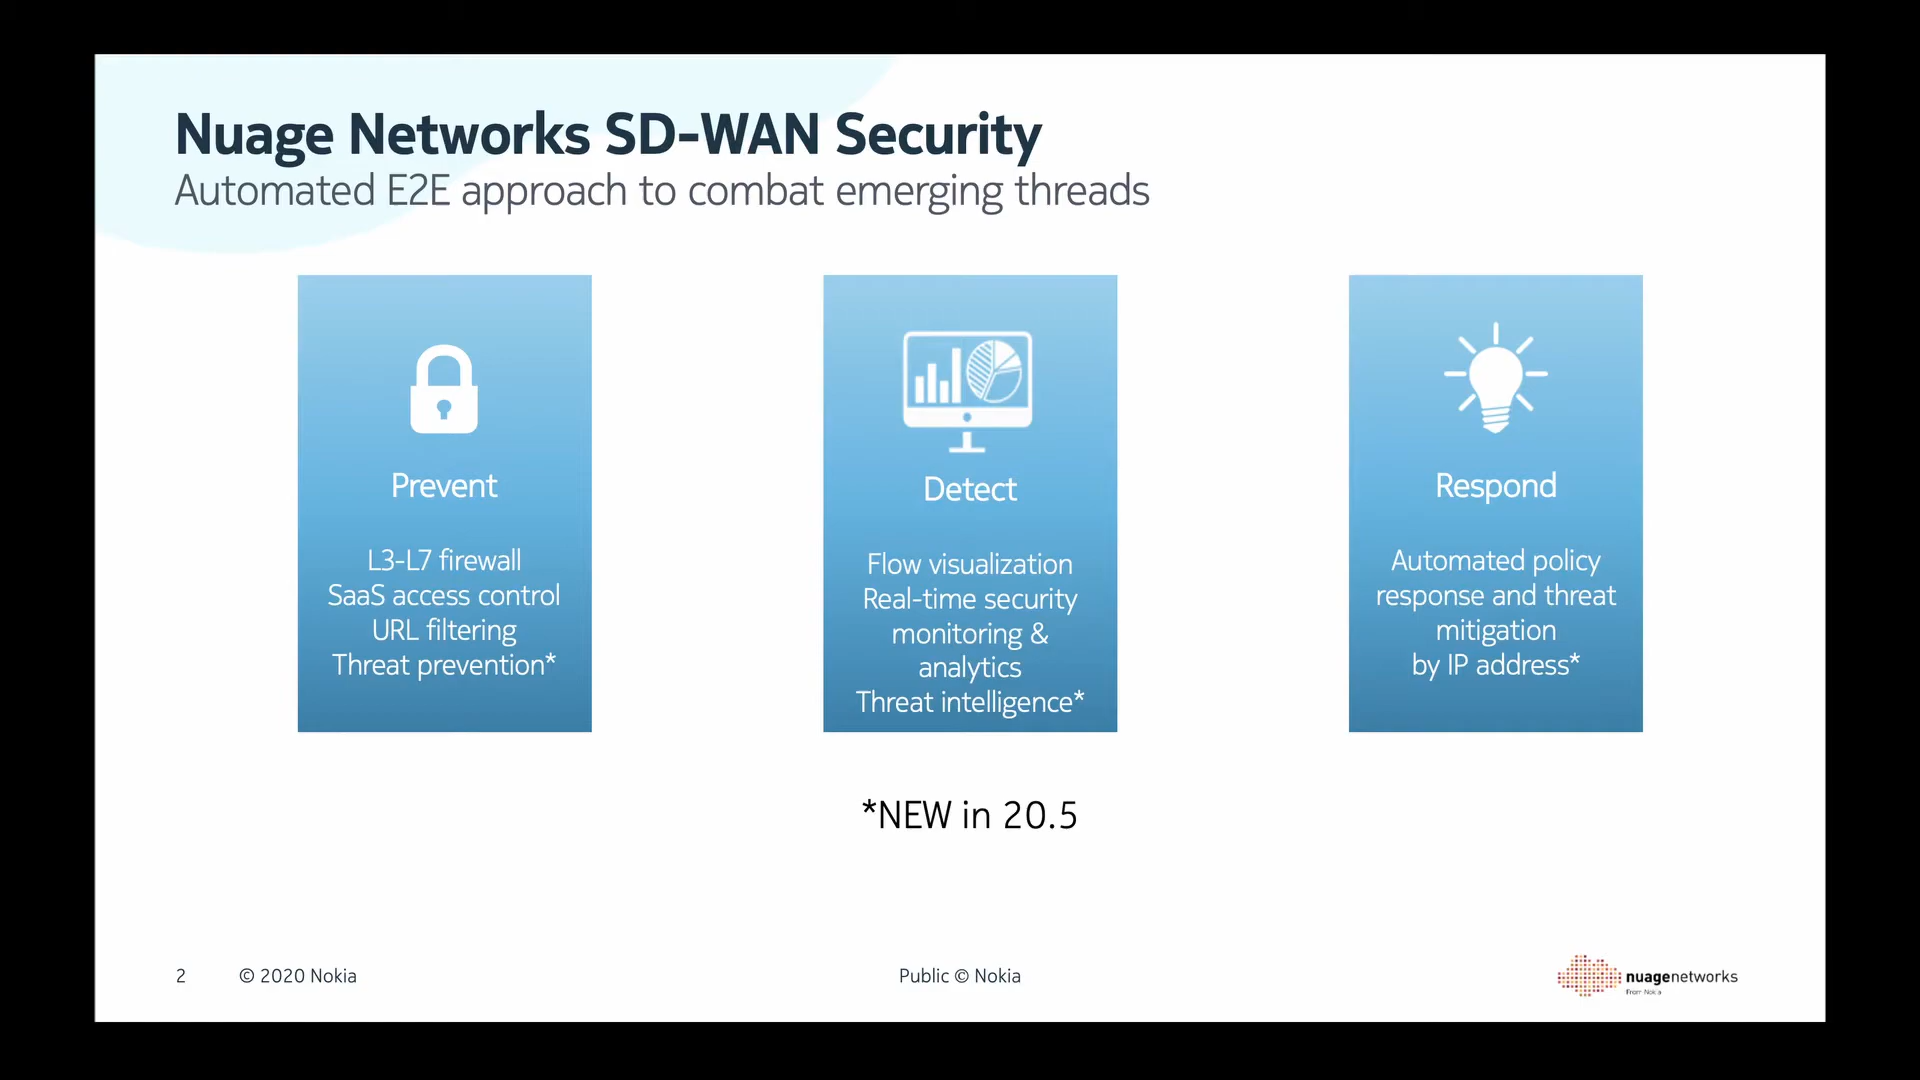 Nuage Networks SD-WAN Security
Automated E2E approach to combat emerging threads
Prevent
L3-L7 firewall
SaaS access control
URL filtering
Threat prevention*
Detect
Flow visualization
Real-time security
monitoring &
analytics
Threat intelligence*
Respond
Automated policy
response and threat
mitigation
by IP address*
*NEW in 20.5
2
© 2020 Nokia
Public © Nokia
nuagenetworks
From Nokia